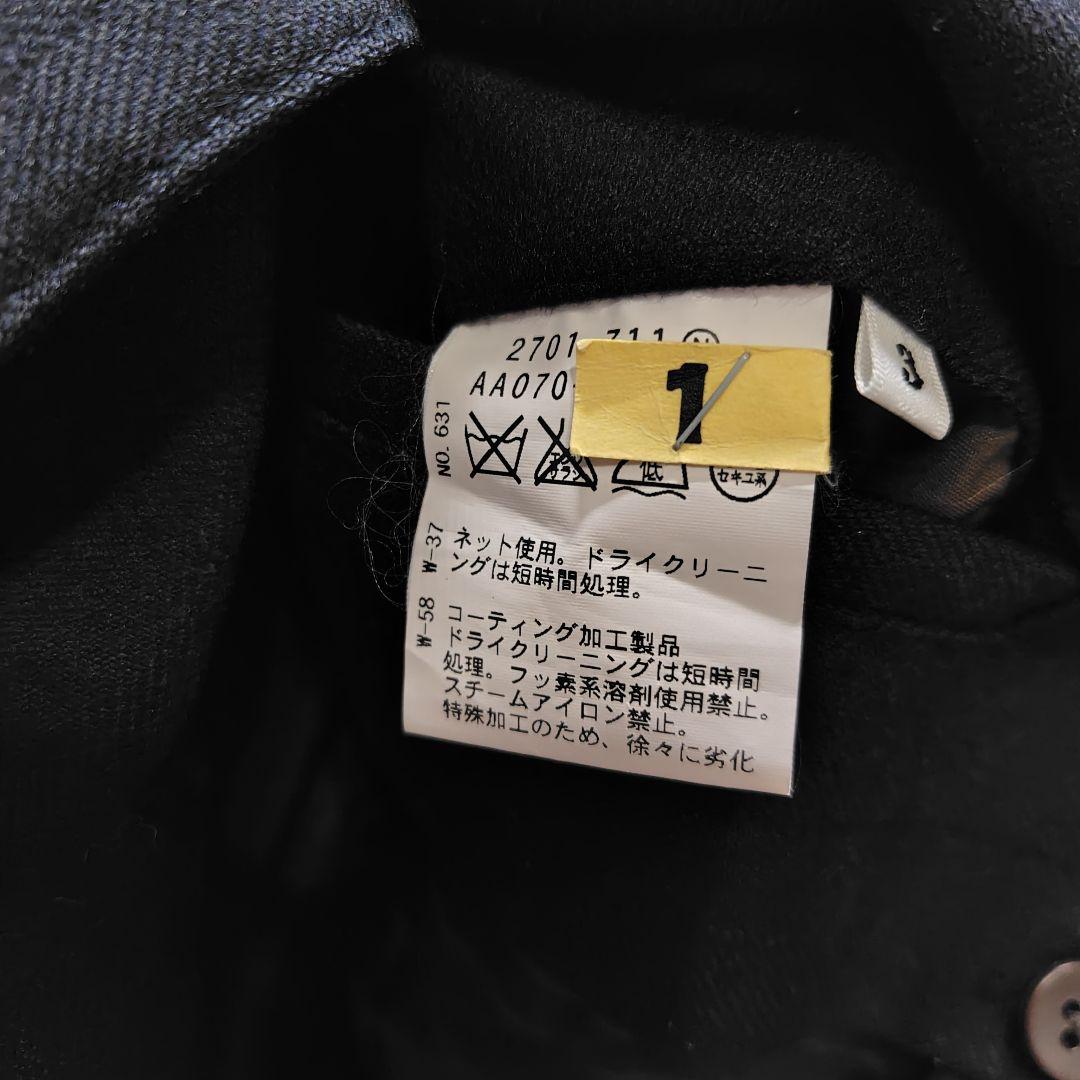 2701-711 N
AA070-
1
3
NO. 631
低
セキユ系
W-37
ネット使用。ドライクリーニ
ングは短時間処理。
W-58
コーティング加工製品
ドライクリーニングは短時間
処理。フッ素系溶剤使用禁止。
スチームアイロン禁止。
特殊加工のため、徐々に劣化